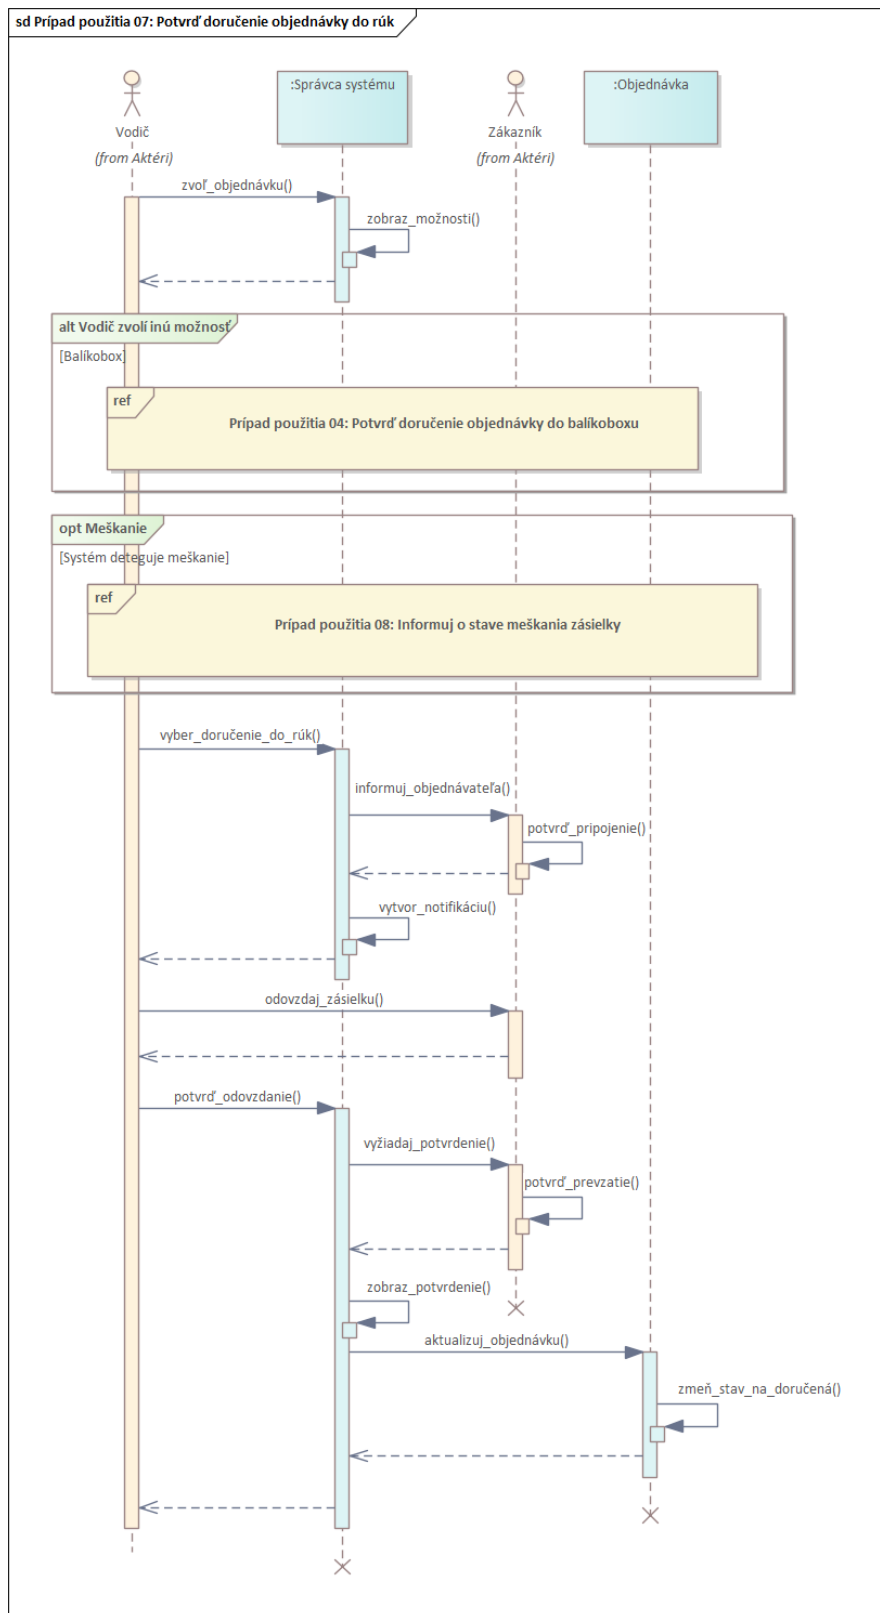 sd Prípad použitia 07: Potvrď doručenie objednávky do rúk
:Správca systému
:Objednávka
Vodič
(from Aktéri)
Zákazník
(from Aktéri)
zvoľ_objednávku()
zobraz_možnosti()
alt Vodič zvolí inú možnosť
[Balíkobox]
ref
Prípad použitia 04: Potvrď doručenie objednávky do balíkoboxu
opt Meškanie
[Systém deteguje meškanie]
ref
Prípad použitia 08: Informuj o stave meškania zásielky
vyber_doručenie_do_rúk()
informuj_objednávateľa()
potvrď_pripojenie()
vytvor_notifikáciu()
odovzdaj_zásielku()
potvrď_odovzdanie()
vyžiadaj_potvrdenie()
potvrď_prevzatie()
zobraz_potvrdenie()
aktualizuj_objednávku()
zmeň_stav_na_doručená()